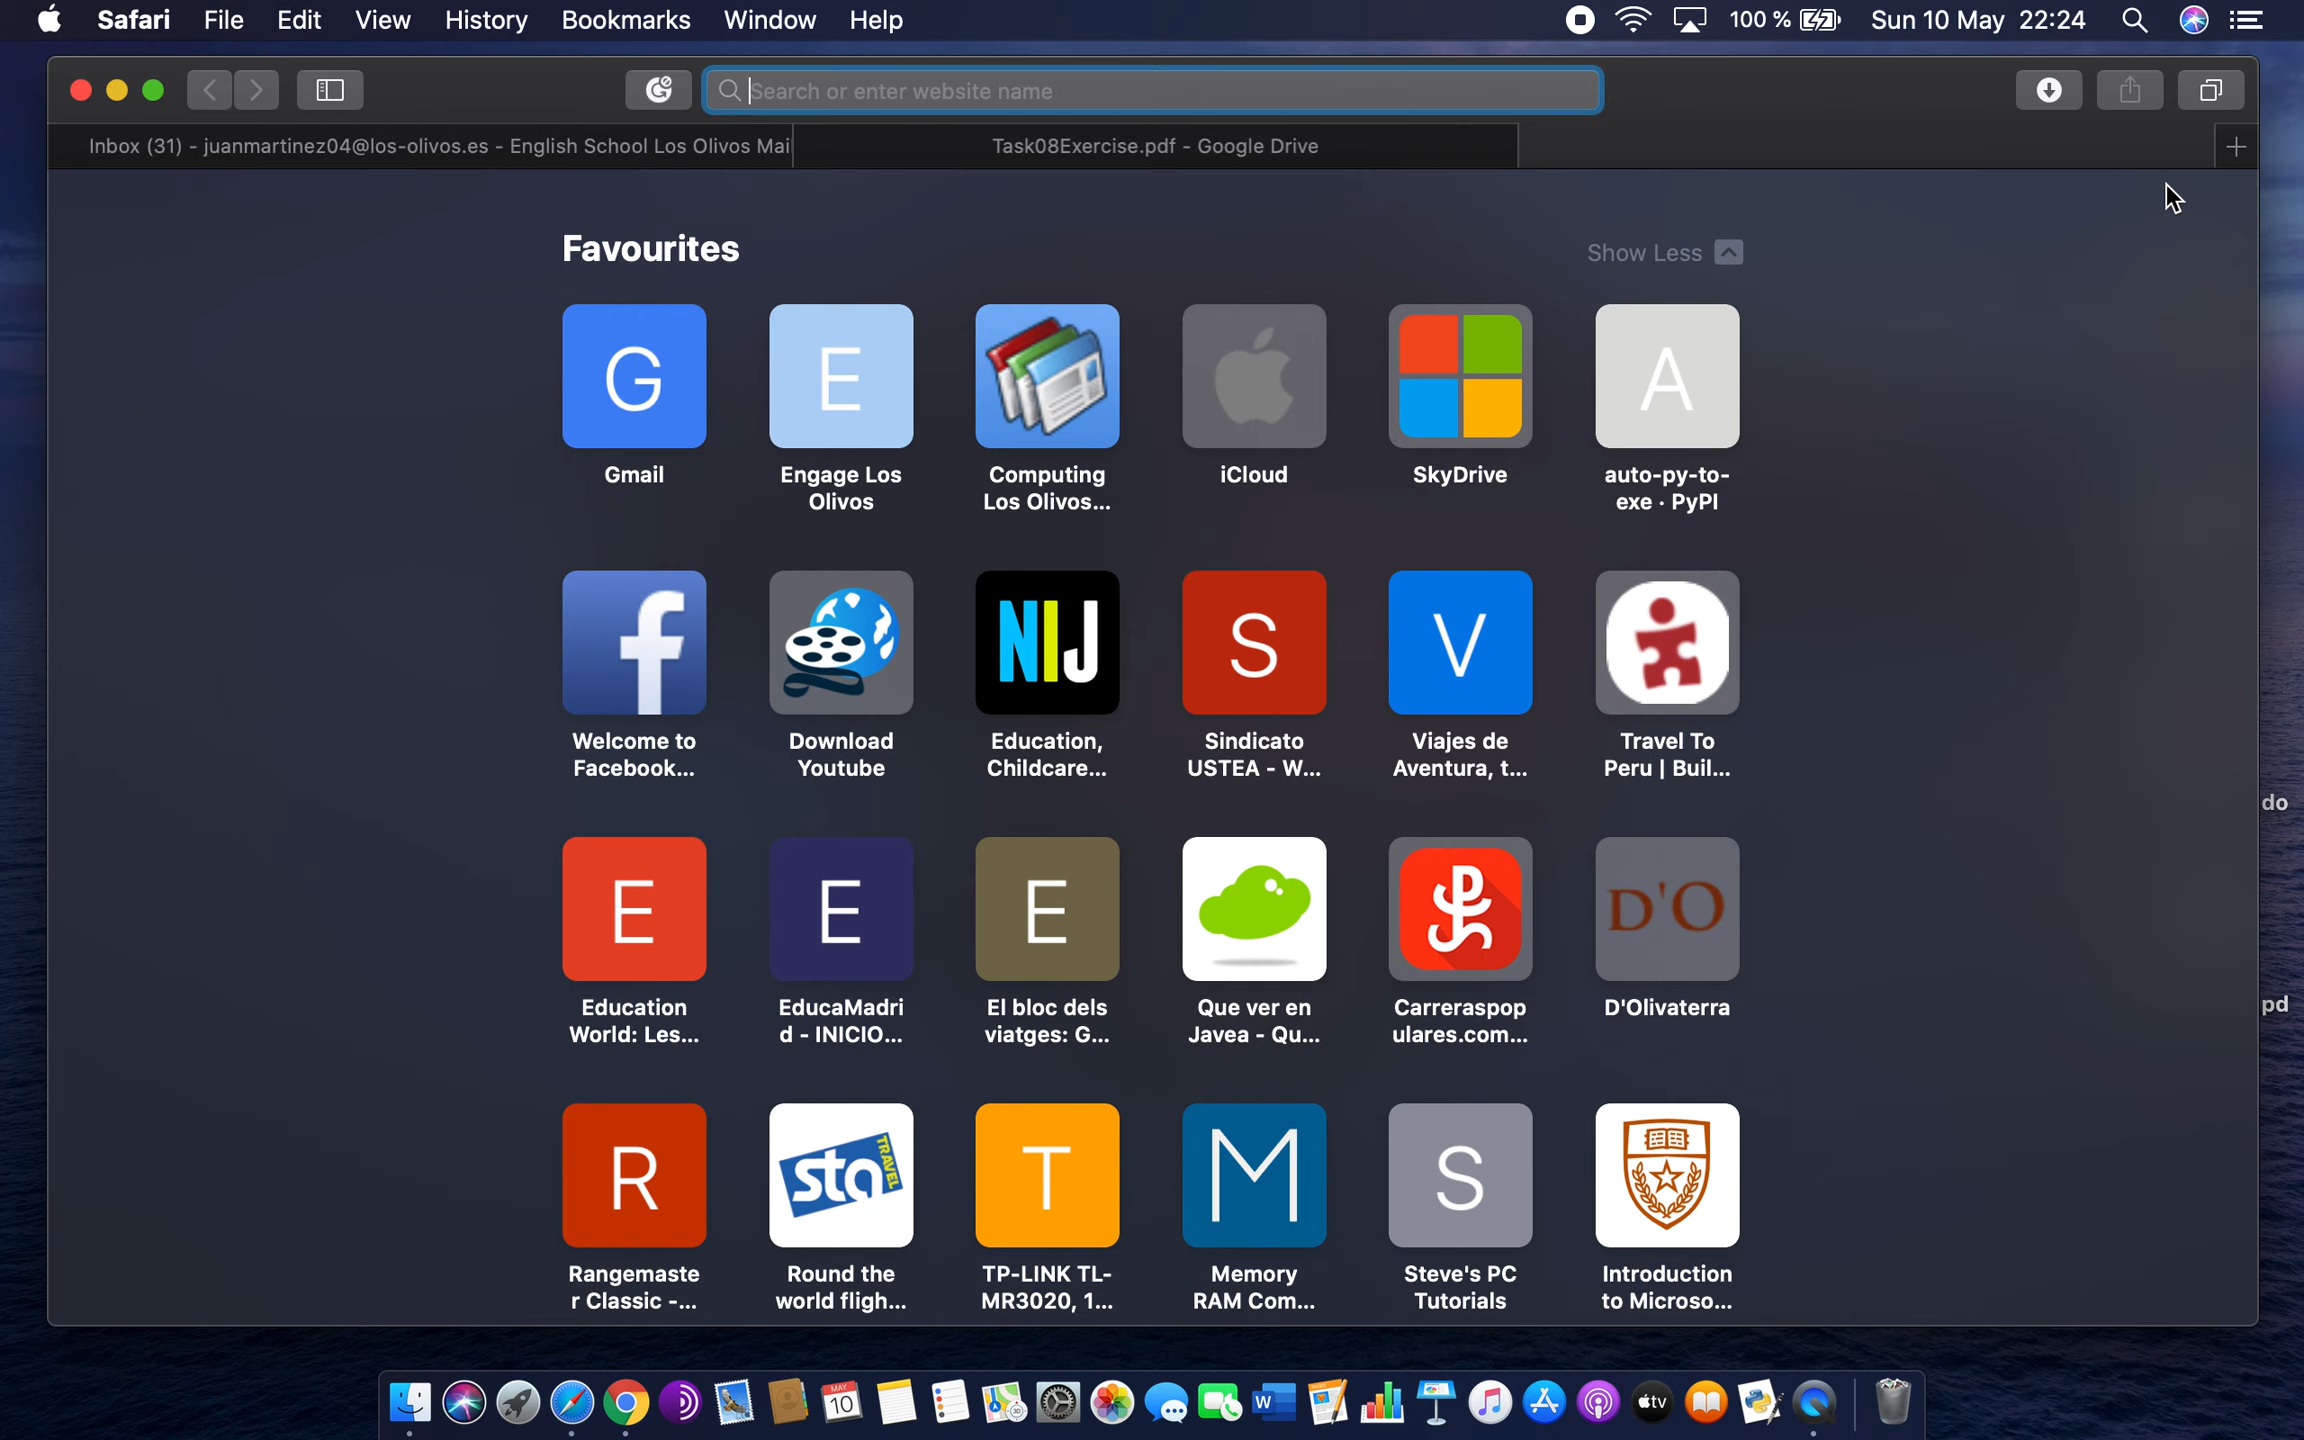 Safari File Edit View History Bookmarks Window Help 100 % Sun 10 May 22:24
Search or enter website name
Inbox (31) - juanmartinez04@los-olivos.es - English School Los Olivos Mai
Task08Exercise.pdf - Google Drive
Favourites
Show Less
G E A
Gmail
Engage Los
Olivos
Computing
Los Olivos...
iCloud
SkyDrive
auto-py-to-
exe · PyPI
f NIJ S V
Welcome to
Facebook...
Download
Youtube
Education,
Childcare...
Sindicato
USTEA - W...
Viajes de
Aventura, t...
Travel To
Peru | Buil...
do
E E E D'O
Education
World: Les...
EducaMadri
d - INICIO...
El bloc dels
viatges: G...
Que ver en
Javea - Qu...
Carreraspop
ulares.com...
D'Olivaterra
pd
R sta TRAVEL T M S
Rangemaste
r Classic -...
Round the
world fligh...
TP-LINK TL-
MR3020, 1...
Memory
RAM Com...
Steve's PC
Tutorials
Introduction
to Microso...
MAY
10
3D
W
tv